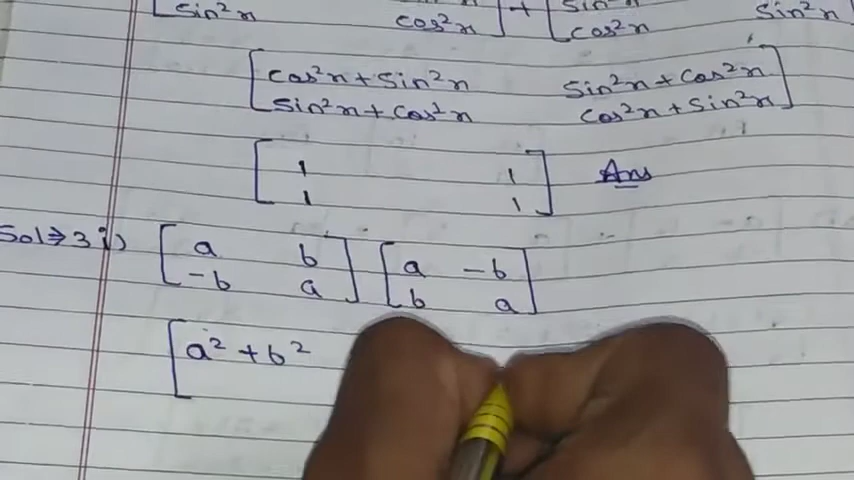 sin²x cos²x ] + [ cos²x sin²x
[ cos²x + sin²x sin²x + cos²x
sin²x + cos²x cos²x + sin²x ]
[ 1 1
1 1 ] Ans
Sol⇒ 3 i) [ a b ] [ a -b
-b a ] [ b a ]
[ a² + b²